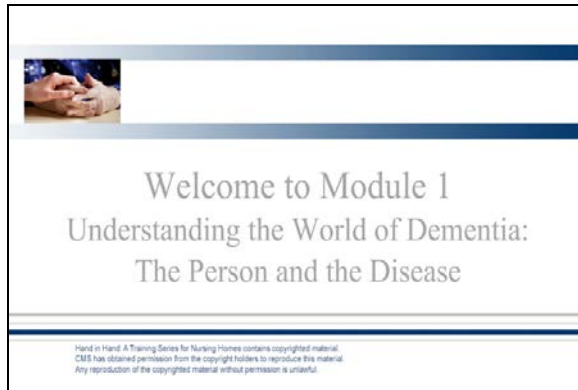 Welcome to Module 1
Understanding the World of Dementia:
The Person and the Disease
Hand in Hand: A Training Series for Nursing Homes contains copyrighted material.
CMS has obtained permission from the copyright holders to reproduce this material.
Any reproduction of the copyrighted material without permission is unlawful.